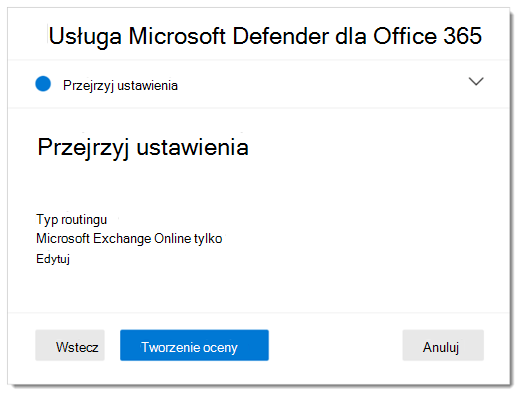 Usługa Microsoft Defender dla Office 365
Przejrzyj ustawienia
Przejrzyj ustawienia
Typ routingu
Microsoft Exchange Online tylko
Edytuj
Wstecz
Tworzenie oceny
Anuluj